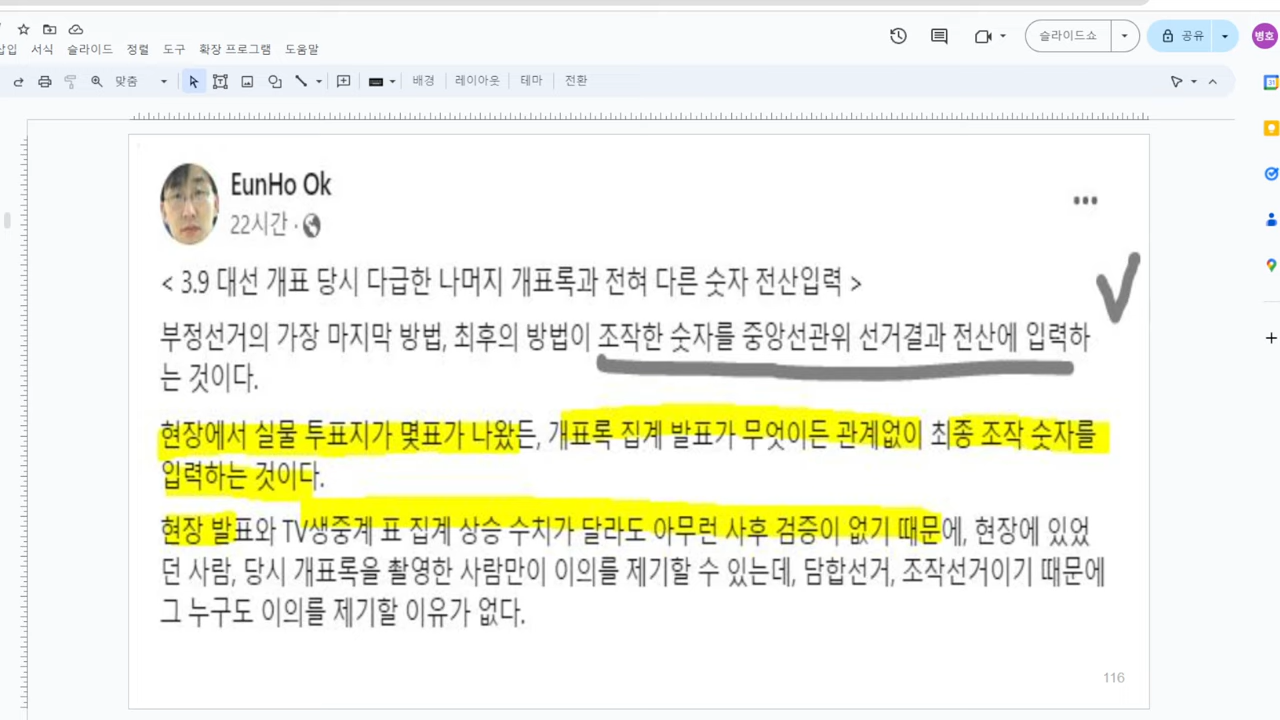 삽입 서식 슬라이드 정렬 도구 확장 프로그램 도움말
슬라이드쇼
공유
병호
맞춤
배경 레이아웃 테마 전환
31
EunHo Ok
22시간 ·
< 3.9 대선 개표 당시 다급한 나머지 개표록과 전혀 다른 숫자 전산입력 >
부정선거의 가장 마지막 방법, 최후의 방법이 조작한 숫자를 중앙선관위 선거결과 전산에 입력하
는 것이다.
현장에서 실물 투표지가 몇표가 나왔든, 개표록 집계 발표가 무엇이든 관계없이 최종 조작 숫자를
입력하는 것이다.
현장 발표와 TV생중계 표 집계 상승 수치가 달라도 아무런 사후 검증이 없기 때문에, 현장에 있었
던 사람, 당시 개표록을 촬영한 사람만이 이의를 제기할 수 있는데, 담합선거, 조작선거이기 때문에
그 누구도 이의를 제기할 이유가 없다.
116